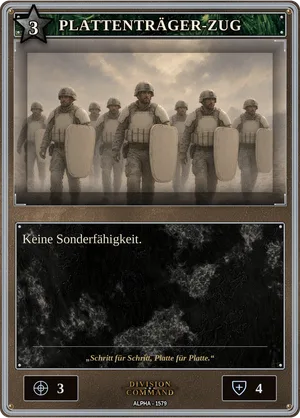 3
PLATTENTRÄGER-ZUG
Keine Sonderfähigkeit.
„Schritt für Schritt, Platte für Platte.“
3
DIVISION
COMMAND
4
ALPHA - 1579